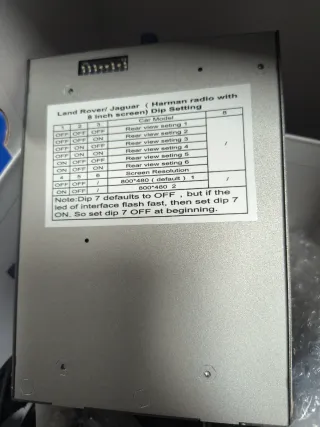 Land Rover/ Jaguar ( Harman radio with
8 inch screen) Dip Setting
1 2 3 Car Model 8
OFF OFF OFF Rear view seting 1 /
OFF OFF ON Rear view seting 2
OFF ON OFF Rear view seting 3
OFF ON ON Rear view seting 4
ON OFF OFF Rear view seting 5
ON OFF ON Rear view seting 6
4 5 6 Screen Resolution
OFF OFF / 800*480 ( default ) 1 /
ON OFF / 800*480 2
Note:Dip 7 defaults to OFF , but if the
led of interface flash fast, then set dip 7
ON. So set dip 7 OFF at beginning.